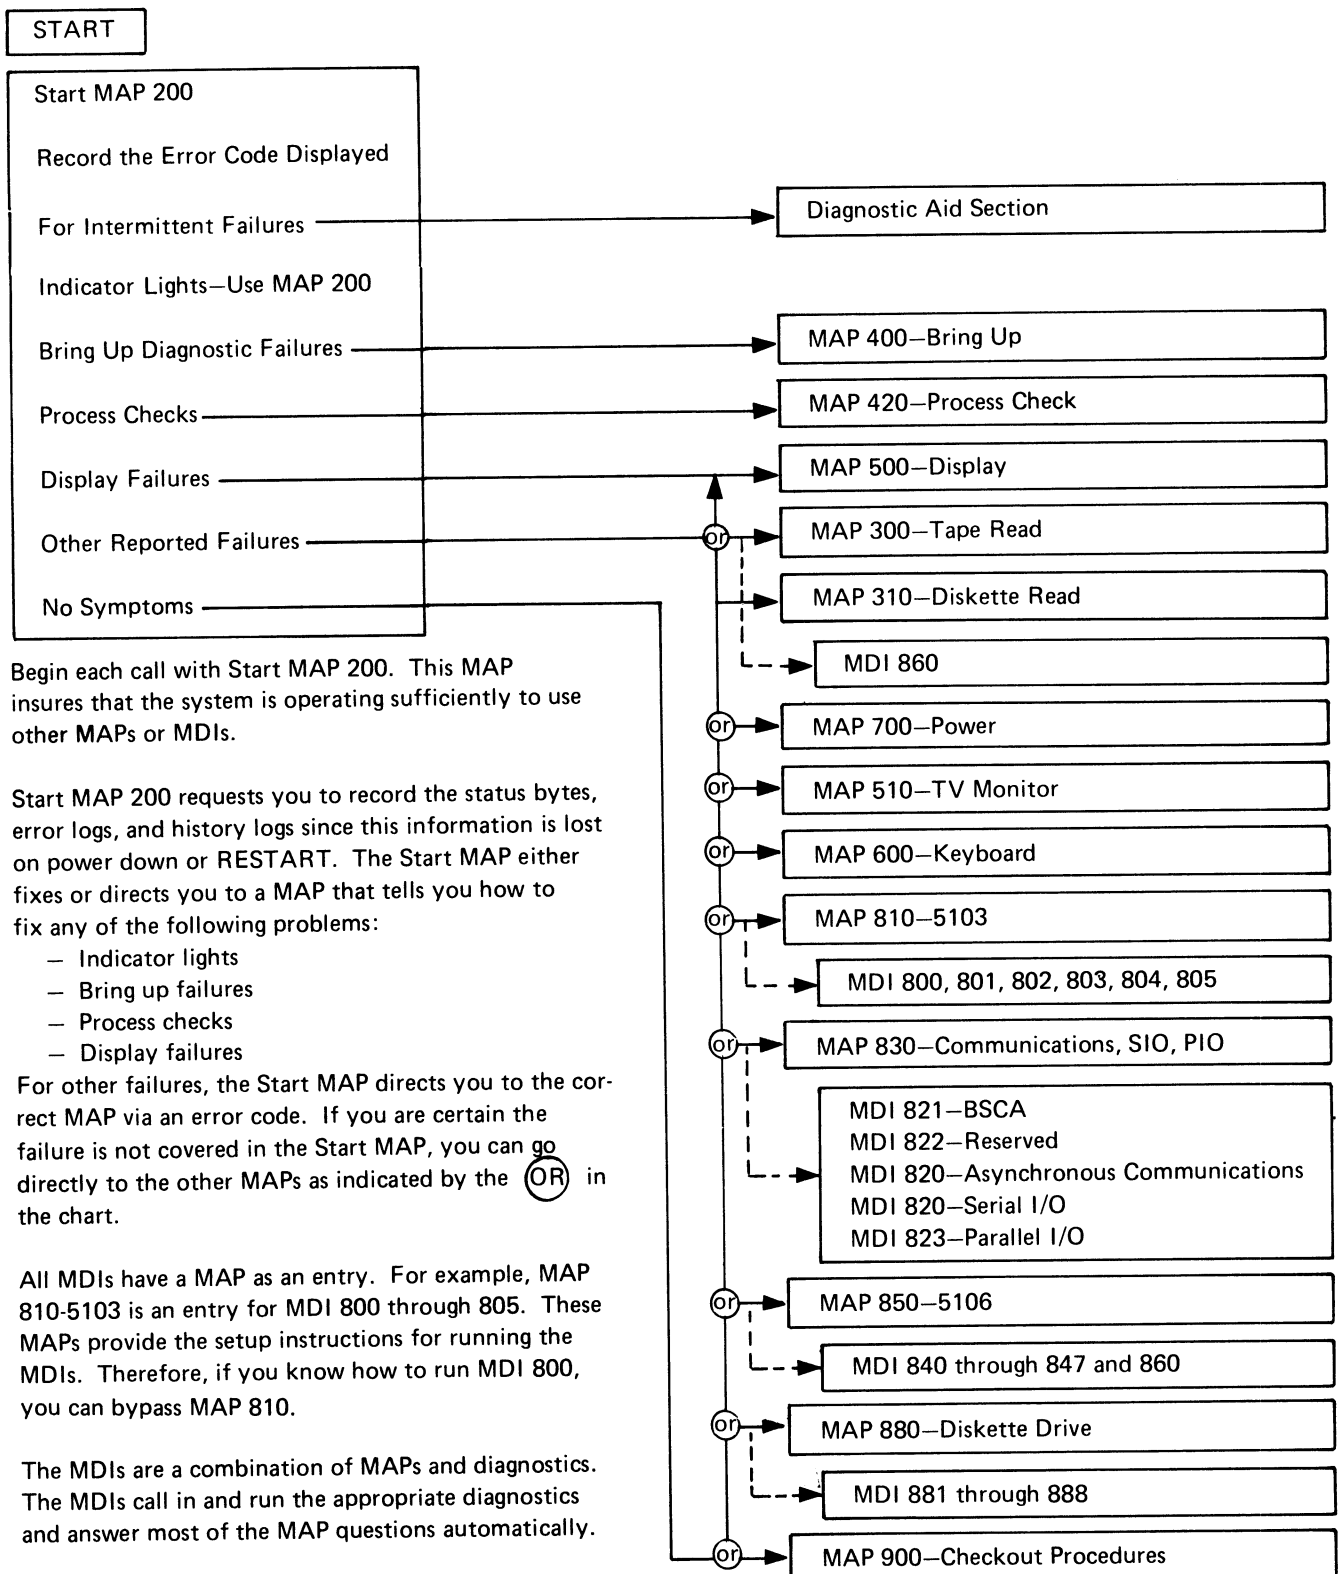 START
Start MAP 200
Record the Error Code Displayed
For Intermittent Failures
Indicator Lights—Use MAP 200
Bring Up Diagnostic Failures
Process Checks
Display Failures
Other Reported Failures
No Symptoms
Begin each call with Start MAP 200. This MAP
insures that the system is operating sufficiently to use
other MAPs or MDIs.
Start MAP 200 requests you to record the status bytes,
error logs, and history logs since this information is lost
on power down or RESTART. The Start MAP either
fixes or directs you to a MAP that tells you how to
fix any of the following problems:
— Indicator lights
— Bring up failures
— Process checks
— Display failures
For other failures, the Start MAP directs you to the cor-
rect MAP via an error code. If you are certain the
failure is not covered in the Start MAP, you can go
directly to the other MAPs as indicated by the OR in
the chart.
All MDIs have a MAP as an entry. For example, MAP
810-5103 is an entry for MDI 800 through 805. These
MAPs provide the setup instructions for running the
MDIs. Therefore, if you know how to run MDI 800,
you can bypass MAP 810.
The MDIs are a combination of MAPs and diagnostics.
The MDIs call in and run the appropriate diagnostics
and answer most of the MAP questions automatically.
Diagnostic Aid Section
MAP 400—Bring Up
MAP 420—Process Check
MAP 500—Display
or
MAP 300—Tape Read
MAP 310—Diskette Read
MDI 860
or
MAP 700—Power
or
MAP 510—TV Monitor
or
MAP 600—Keyboard
or
MAP 810—5103
MDI 800, 801, 802, 803, 804, 805
or
MAP 830—Communications, SIO, PIO
MDI 821—BSCA
MDI 822—Reserved
MDI 820—Asynchronous Communications
MDI 820—Serial I/O
MDI 823—Parallel I/O
or
MAP 850—5106
MDI 840 through 847 and 860
or
MAP 880—Diskette Drive
MDI 881 through 888
or
MAP 900—Checkout Procedures